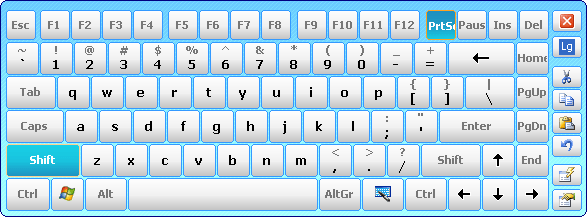 Esc F1 F2 F3 F4 F5 F6 F7 F8 F9 F10 F11 F12 PrtSc Paus Ins Del
Lg
~ ! @ # $ % ^ & * ( ) _ +
` 1 2 3 4 5 6 7 8 9 0 - = ← Home
Tab q w e r t y u i o p { } | PgUp
[ ] \
Caps a s d f g h j k l : " Enter PgDn
; '
Shift z x c v b n m < > ? Shift ↑ End
, . /
Ctrl Alt AltGr Ctrl ← ↓ →